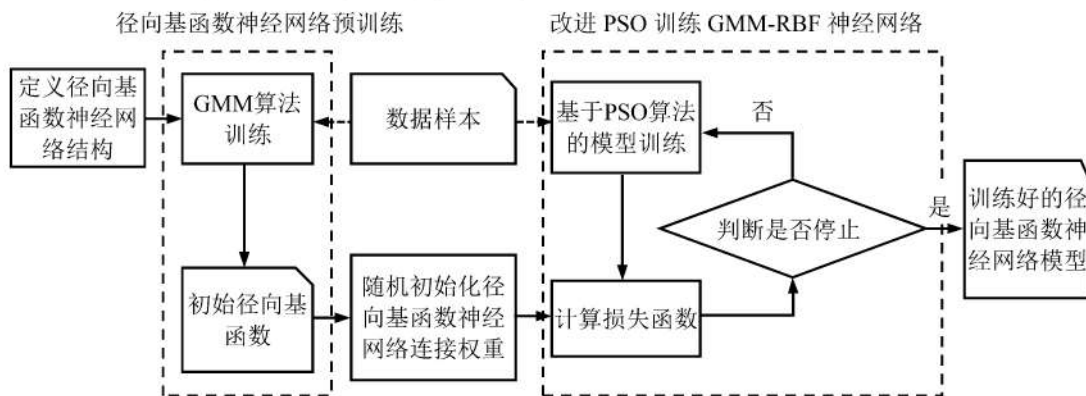 径向基函数神经网络预训练
改进 PSO 训练 GMM-RBF 神经网络
定义径向基
函数神经网
络结构
GMM算法
训练
数据样本
基于PSO算法
的模型训练
否
判断是否停止
是
训练好的径
向基函数神
经网络模型
初始径向基
函数
随机初始化径
向基函数神经
网络连接权重
计算损失函数